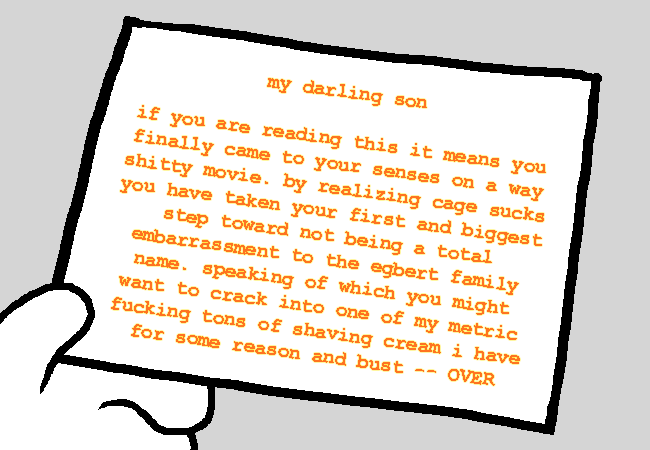 my darling son
if you are reading this it means you
finally came to your senses on a way
shitty movie. by realizing cage sucks
you have taken your first and biggest
step toward not being a total
embarrassment to the egbert family
name. speaking of which you might
want to crack into one of my metric
fucking tons of shaving cream i have
for some reason and bust -- OVER